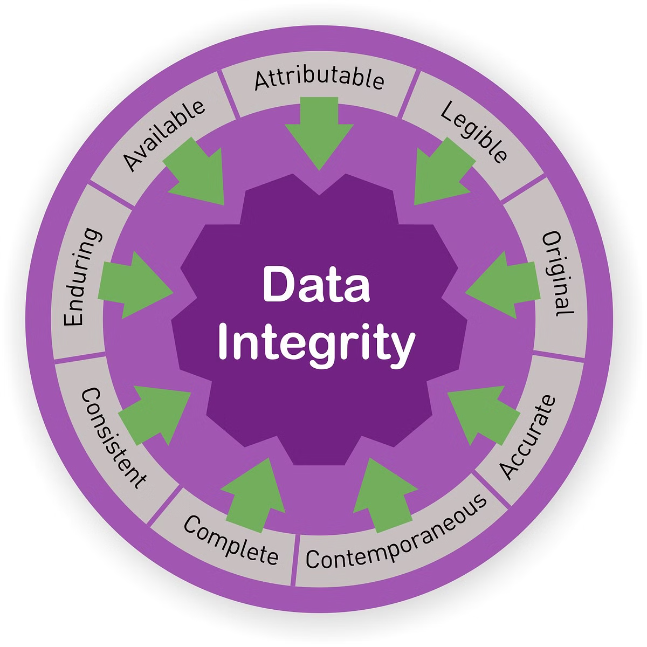 Attributable
Legible
Original
Accurate
Contemporaneous
Complete
Consistent
Enduring
Available
Data
Integrity